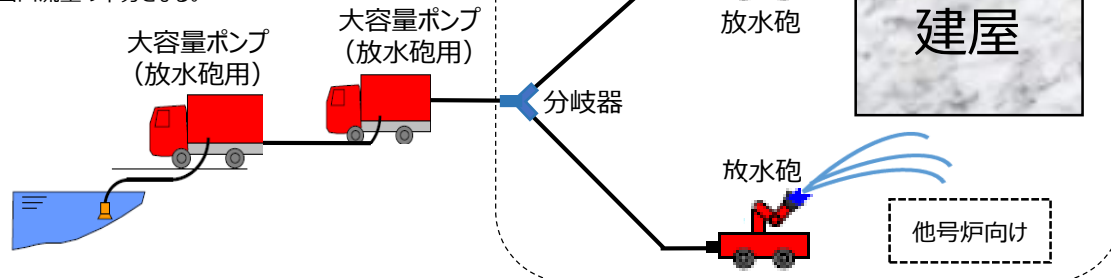 大容量ポンプ
（放水砲用）
大容量ポンプ
（放水砲用）
放水砲
建屋
分岐器
放水砲
他号炉向け